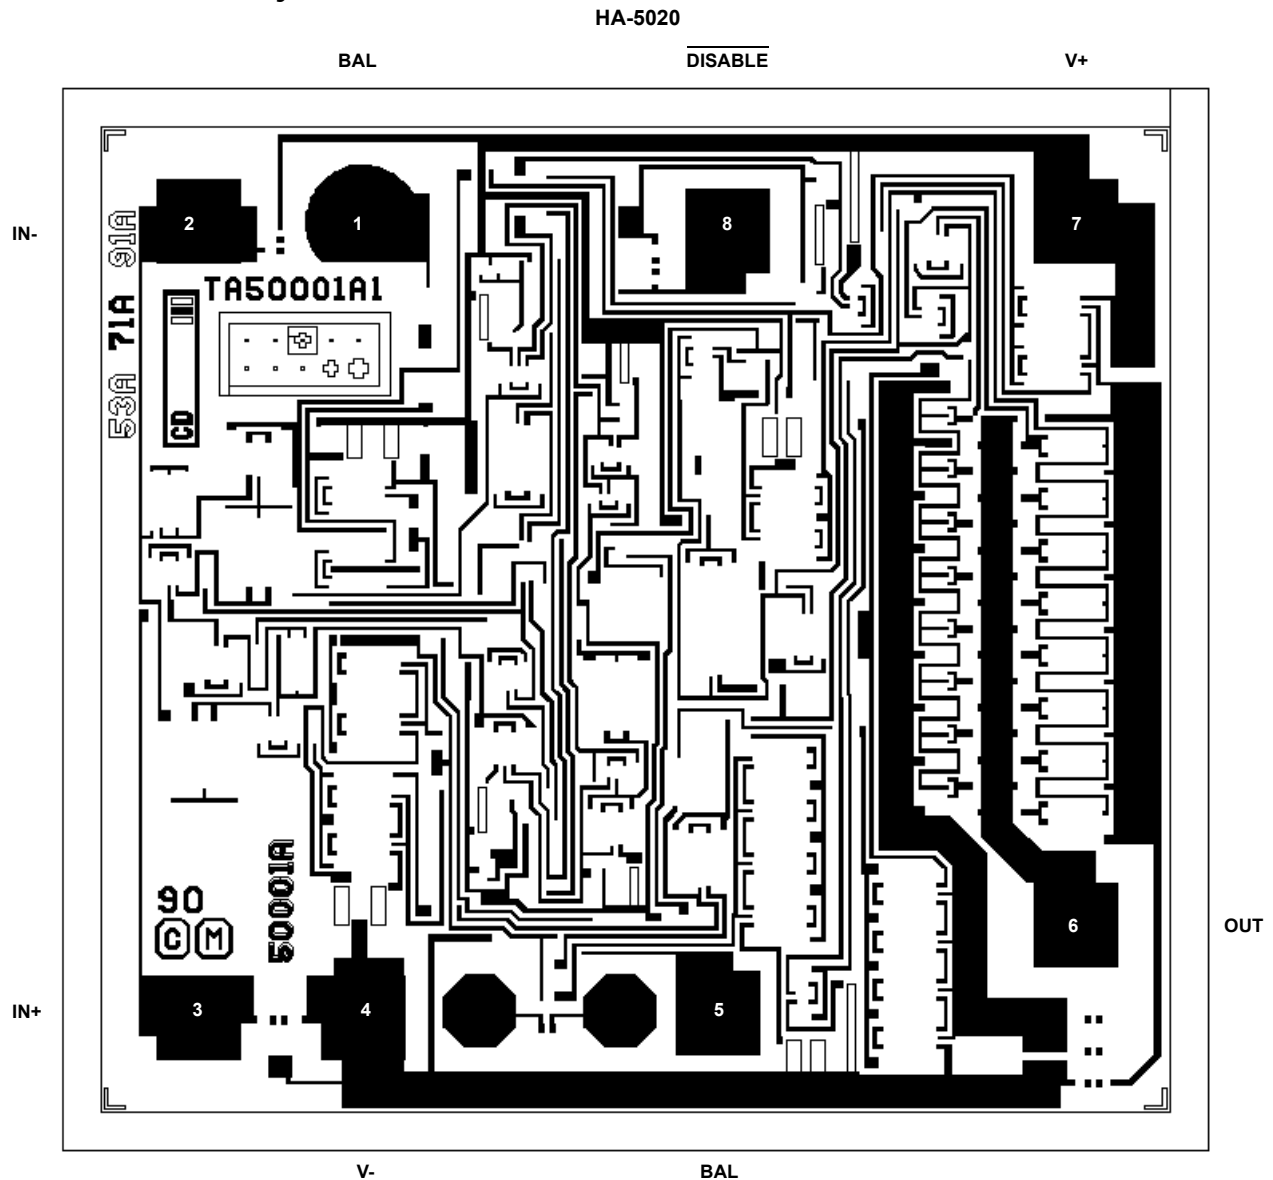 HA-5020
BAL
DISABLE
V+
IN-
2
1
8
7
91A
TA50001A1
71A
53A
CD
50001A
90
C M
6
OUT
IN+
3
4
5
V-
BAL